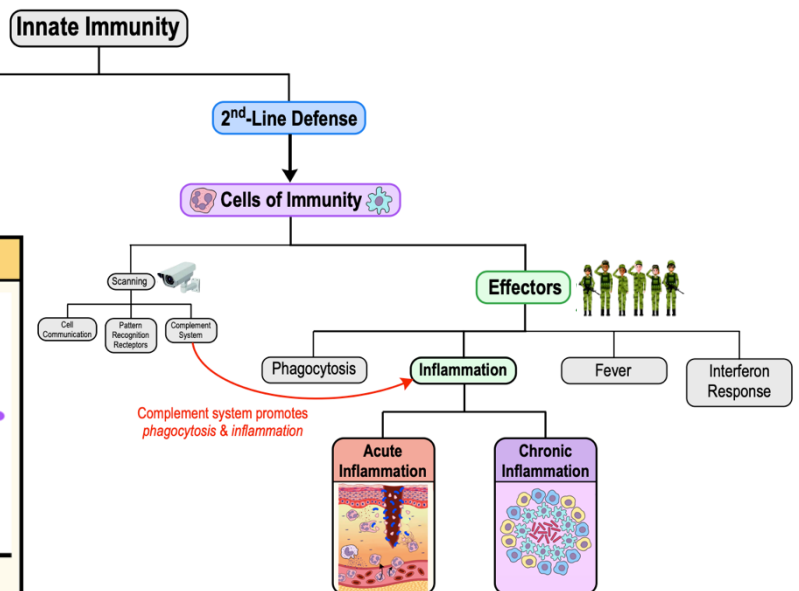 Innate Immunity
2nd-Line Defense
Cells of Immunity
Scanning
Effectors
Cell
Communication
Pattern
Recognition
Recteptors
Complement
System
Phagocytosis
Inflammation
Fever
Interferon
Response
Complement system promotes
phagocytosis & inflammation
Acute
Inflammation
Chronic
Inflammation